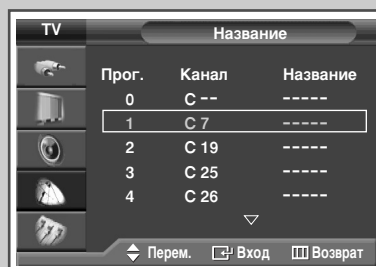 TV Название
Прог. Канал Название
0 C -- -----
1 C 7 -----
2 C 19 -----
3 C 25 -----
4 C 26 -----
Перем. Вход Возврат